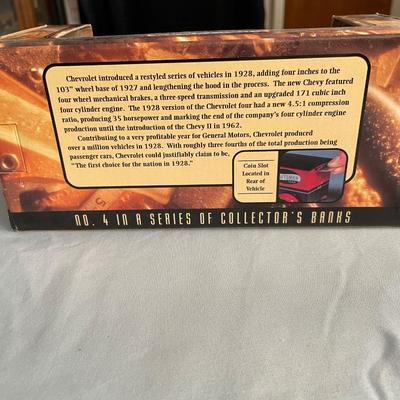 Chevrolet introduced a restyled series of vehicles in 1928, adding four inches to the
103" wheel base of 1927 and lengthening the hood in the process. The new Chevy featured
four wheel mechanical brakes, a three-speed transmission and an upgraded 171 cubic inch
four cylinder engine. The 1928 version of the Chevrolet four had a new 4.5:1 compression
ratio, producing 35 horsepower and marking the end of the company's four cylinder engine
production until the introduction of the Chevy II in 1962.
Contributing to a very profitable year for General Motors, Chevrolet produced
over a million vehicles in 1928. With roughly three fourths of the total production being
passenger cars, Chevrolet could justifiably claim to be,
"The first choice for the nation in 1928."
Coin Slot
Located in
Rear of
Vehicle
NO. 4 IN A SERIES OF COLLECTOR'S BANKS